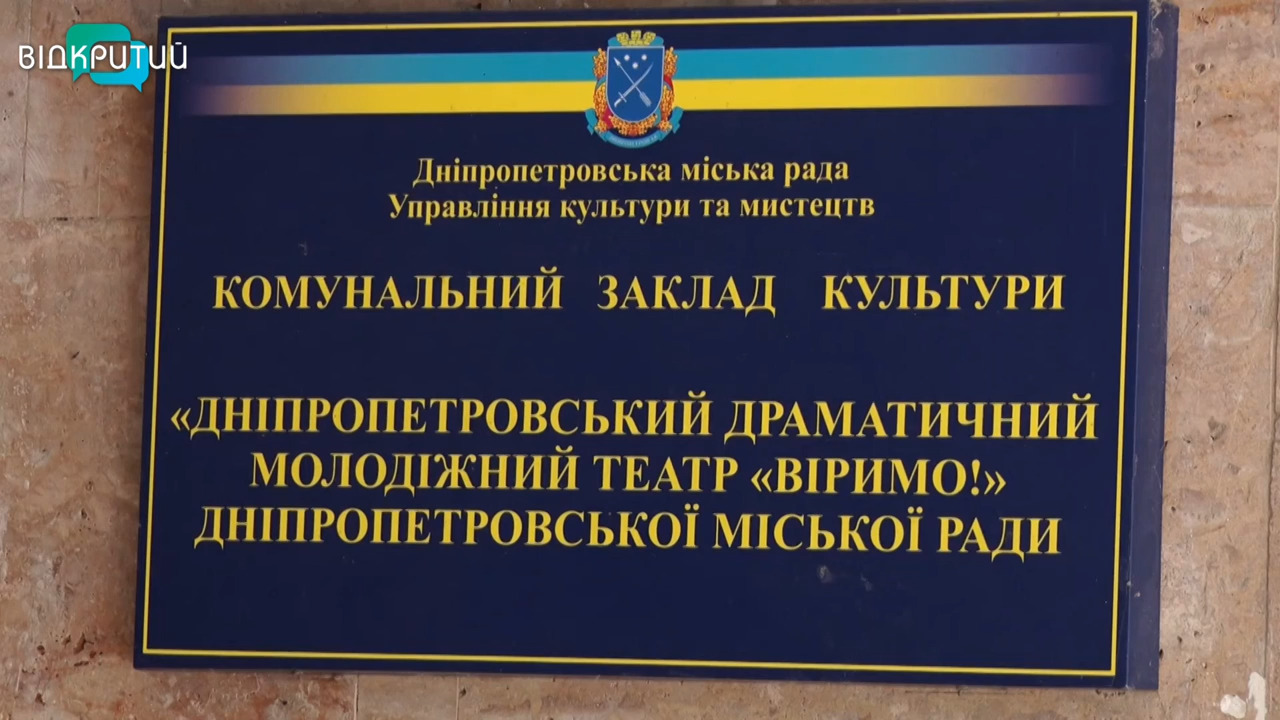 ВІДКРИТИЙ
Дніпропетровська міська рада
Управління культури та мистецтв
КОМУНАЛЬНИЙ ЗАКЛАД КУЛЬТУРИ
«ДНІПРОПЕТРОВСЬКИЙ ДРАМАТИЧНИЙ
МОЛОДІЖНИЙ ТЕАТР «ВІРИМО!»
ДНІПРОПЕТРОВСЬКОЇ МІСЬКОЇ РАДИ